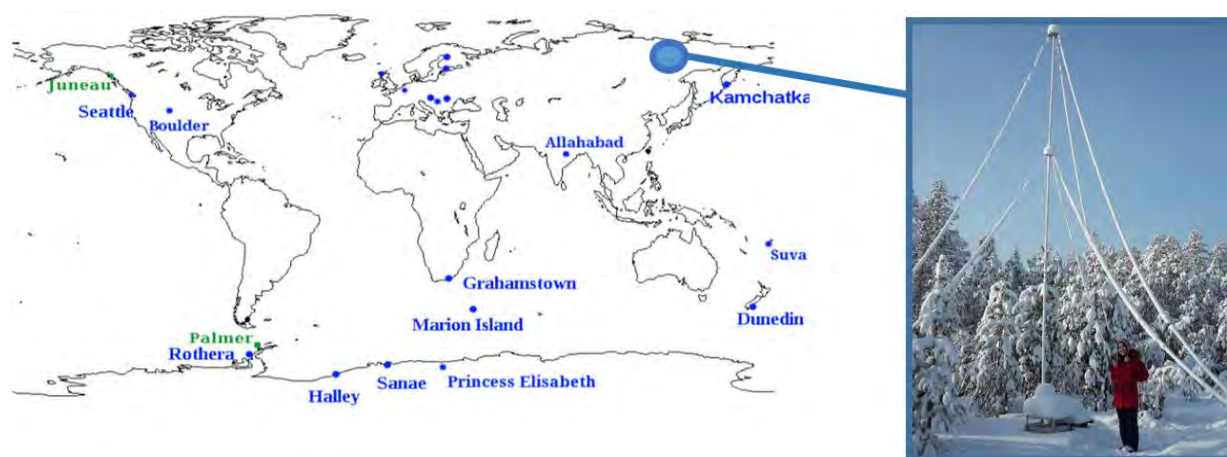 Juneau
Seattle
Boulder
Kamchatka
Allahabad
Suva
Grahamstown
Marion Island
Dunedin
Palmer
Rothera
Halley
Sanae
Princess Elisabeth